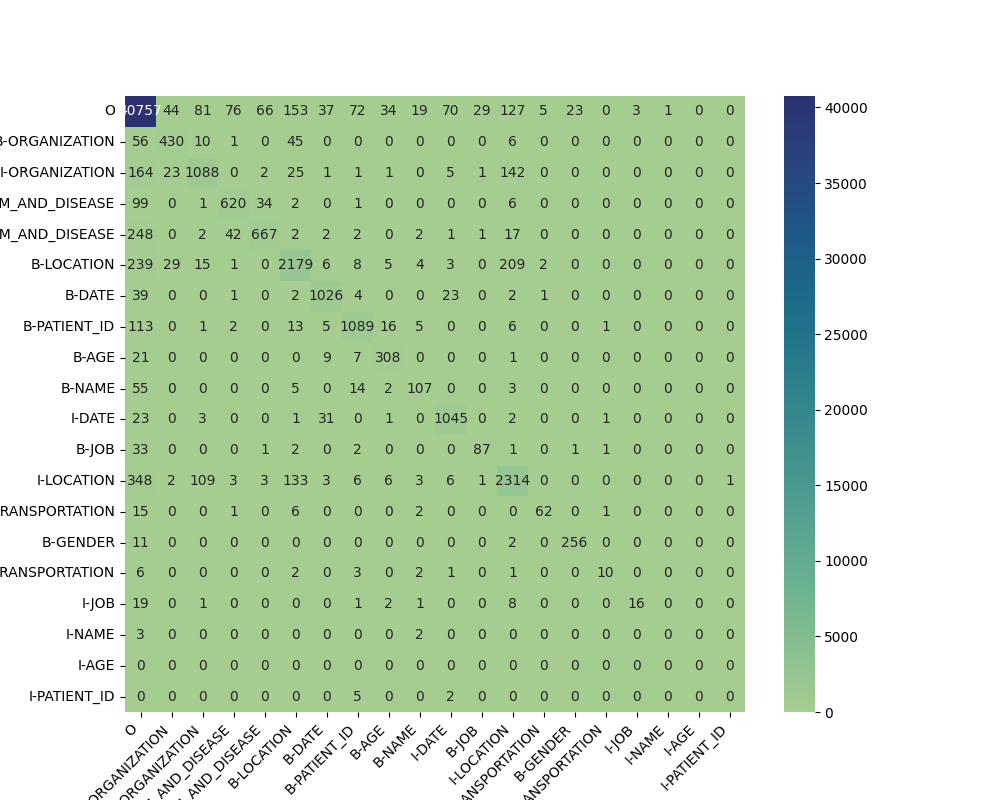 O 40757 44 81 76 66 153 37 72 34 19 70 29 127 5 23 0 3 1 0 0
B-ORGANIZATION 56 430 10 1 0 45 0 0 0 0 0 0 6 0 0 0 0 0 0 0
I-ORGANIZATION 164 23 1088 0 2 25 1 1 1 0 5 1 142 0 0 0 0 0 0 0
M_AND_DISEASE 99 0 1 620 34 2 0 1 0 0 0 0 6 0 0 0 0 0 0 0
M_AND_DISEASE 248 0 2 42 667 2 2 2 0 2 1 1 17 0 0 0 0 0 0 0
B-LOCATION 239 29 15 1 0 2179 6 8 5 4 3 0 209 2 0 0 0 0 0 0
B-DATE 39 0 0 1 0 2 1026 4 0 0 23 0 2 1 0 0 0 0 0 0
B-PATIENT_ID 113 0 1 2 0 13 5 1089 16 5 0 0 6 0 0 1 0 0 0 0
B-AGE 21 0 0 0 0 0 9 7 308 0 0 0 1 0 0 0 0 0 0 0
B-NAME 55 0 0 0 0 5 0 14 2 107 0 0 3 0 0 0 0 0 0 0
I-DATE 23 0 3 0 0 1 31 0 1 0 1045 0 2 0 0 1 0 0 0 0
B-JOB 33 0 0 0 1 2 0 2 0 0 0 87 1 0 1 1 0 0 0 0
I-LOCATION 348 2 109 3 3 133 3 6 6 3 6 1 2314 0 0 0 0 0 0 1
RANSPORTATION 15 0 0 1 0 6 0 0 0 2 0 0 0 62 0 1 0 0 0 0
B-GENDER 11 0 0 0 0 0 0 0 0 0 0 0 2 0 256 0 0 0 0 0
RANSPORTATION 6 0 0 0 0 2 0 3 0 2 1 0 1 0 0 10 0 0 0 0
I-JOB 19 0 1 0 0 0 0 1 2 1 0 0 8 0 0 0 16 0 0 0
I-NAME 3 0 0 0 0 0 0 0 0 2 0 0 0 0 0 0 0 0 0 0
I-AGE 0 0 0 0 0 0 0 0 0 0 0 0 0 0 0 0 0 0 0 0
I-PATIENT_ID 0 0 0 0 0 0 0 5 0 0 2 0 0 0 0 0 0 0 0 0
O ORGANIZATION ORGANIZATION _AND_DISEASE AND_DISEASE B-LOCATION B-DATE B-PATIENT_ID B-AGE B-NAME I-DATE B-JOB I-LOCATION ANSPORTATION B-GENDER ANSPORTATION I-JOB I-NAME I-AGE I-PATIENT_ID
40000
35000
30000
25000
20000
15000
10000
5000
0